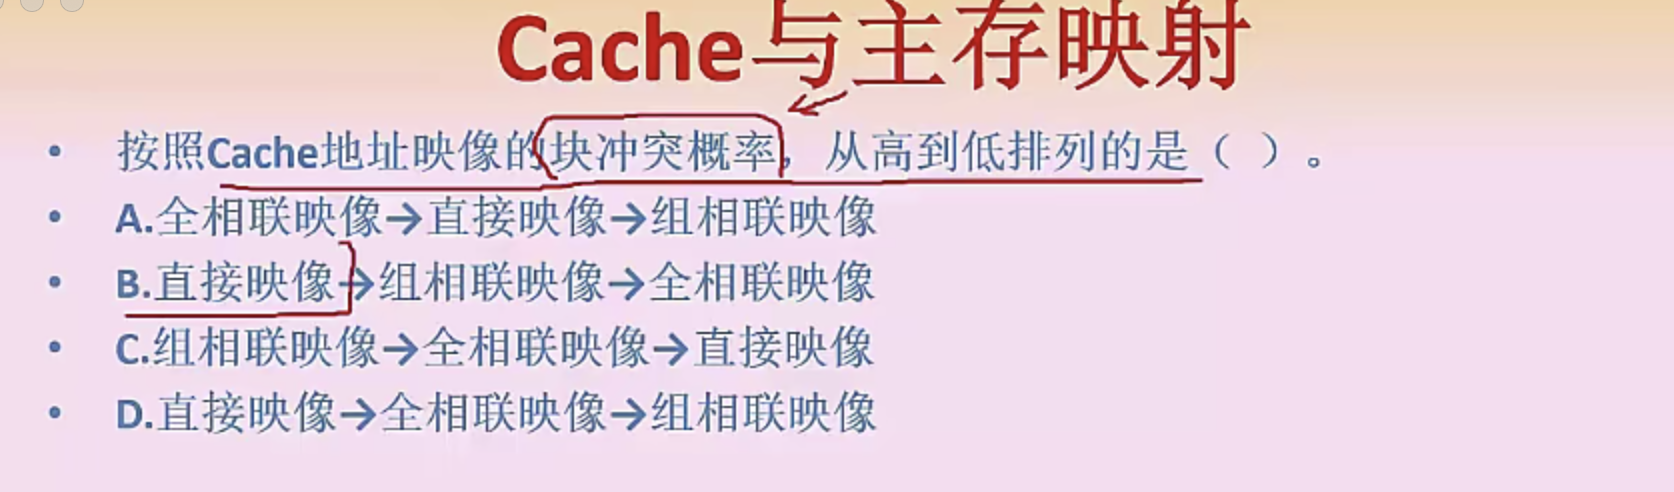 Cache与主存映射
• 按照Cache地址映像的块冲突概率，从高到低排列的是（ ）。
• A.全相联映像→直接映像→组相联映像
• B.直接映像→组相联映像→全相联映像
• C.组相联映像→全相联映像→直接映像
• D.直接映像→全相联映像→组相联映像